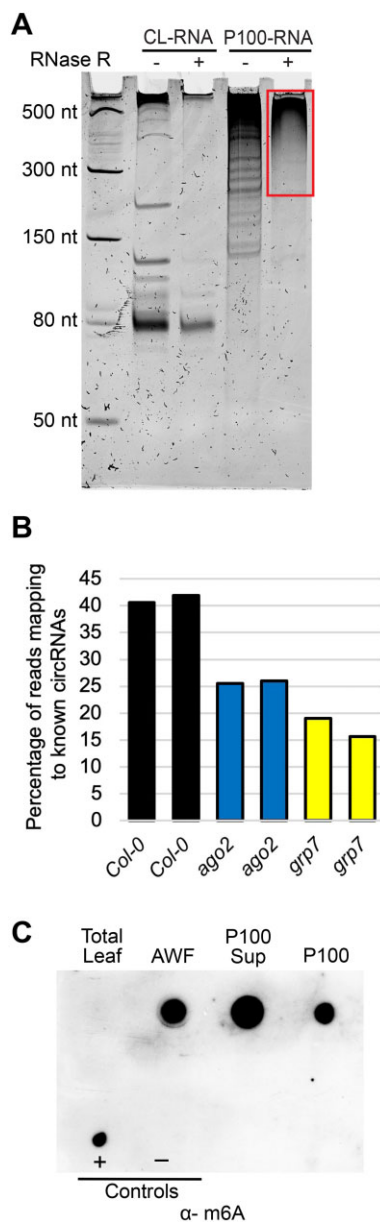 A
CL-RNA P100-RNA
RNase R - + - +
500 nt
300 nt
150 nt
80 nt
50 nt
B
Percentage of reads mapping
to known circRNAs
45
40
35
30
25
20
15
10
5
0
Col-0 Col-0 ago2 ago2 grp7 grp7
C
Total
Leaf
AWF
P100
Sup
P100
+ −
Controls
α- m6A